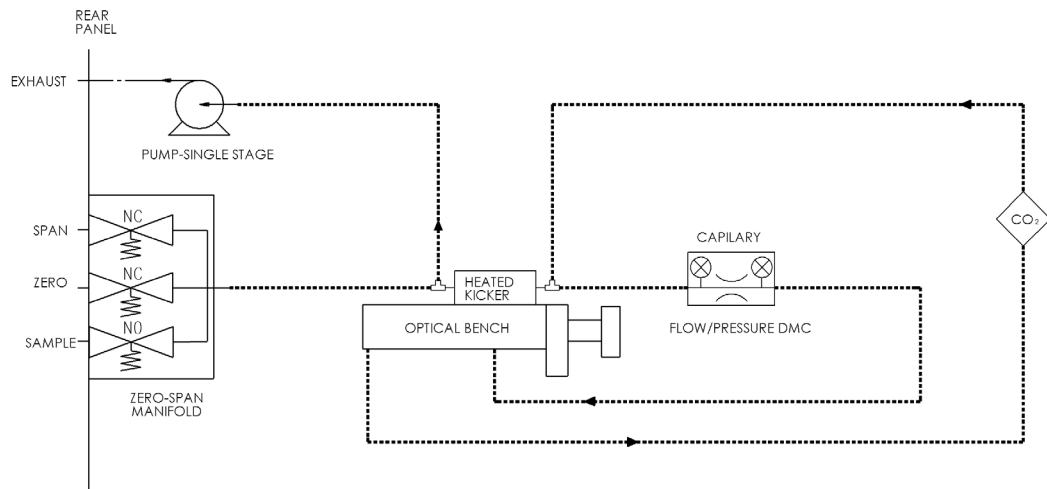 REAR
PANEL
EXHAUST
PUMP-SINGLE STAGE
NC
SPAN
NC
ZERO
NO
SAMPLE
ZERO-SPAN
MANIFOLD
HEATED
KICKER
OPTICAL BENCH
CAPILARY
FLOW/PRESSURE DMC
CO₂